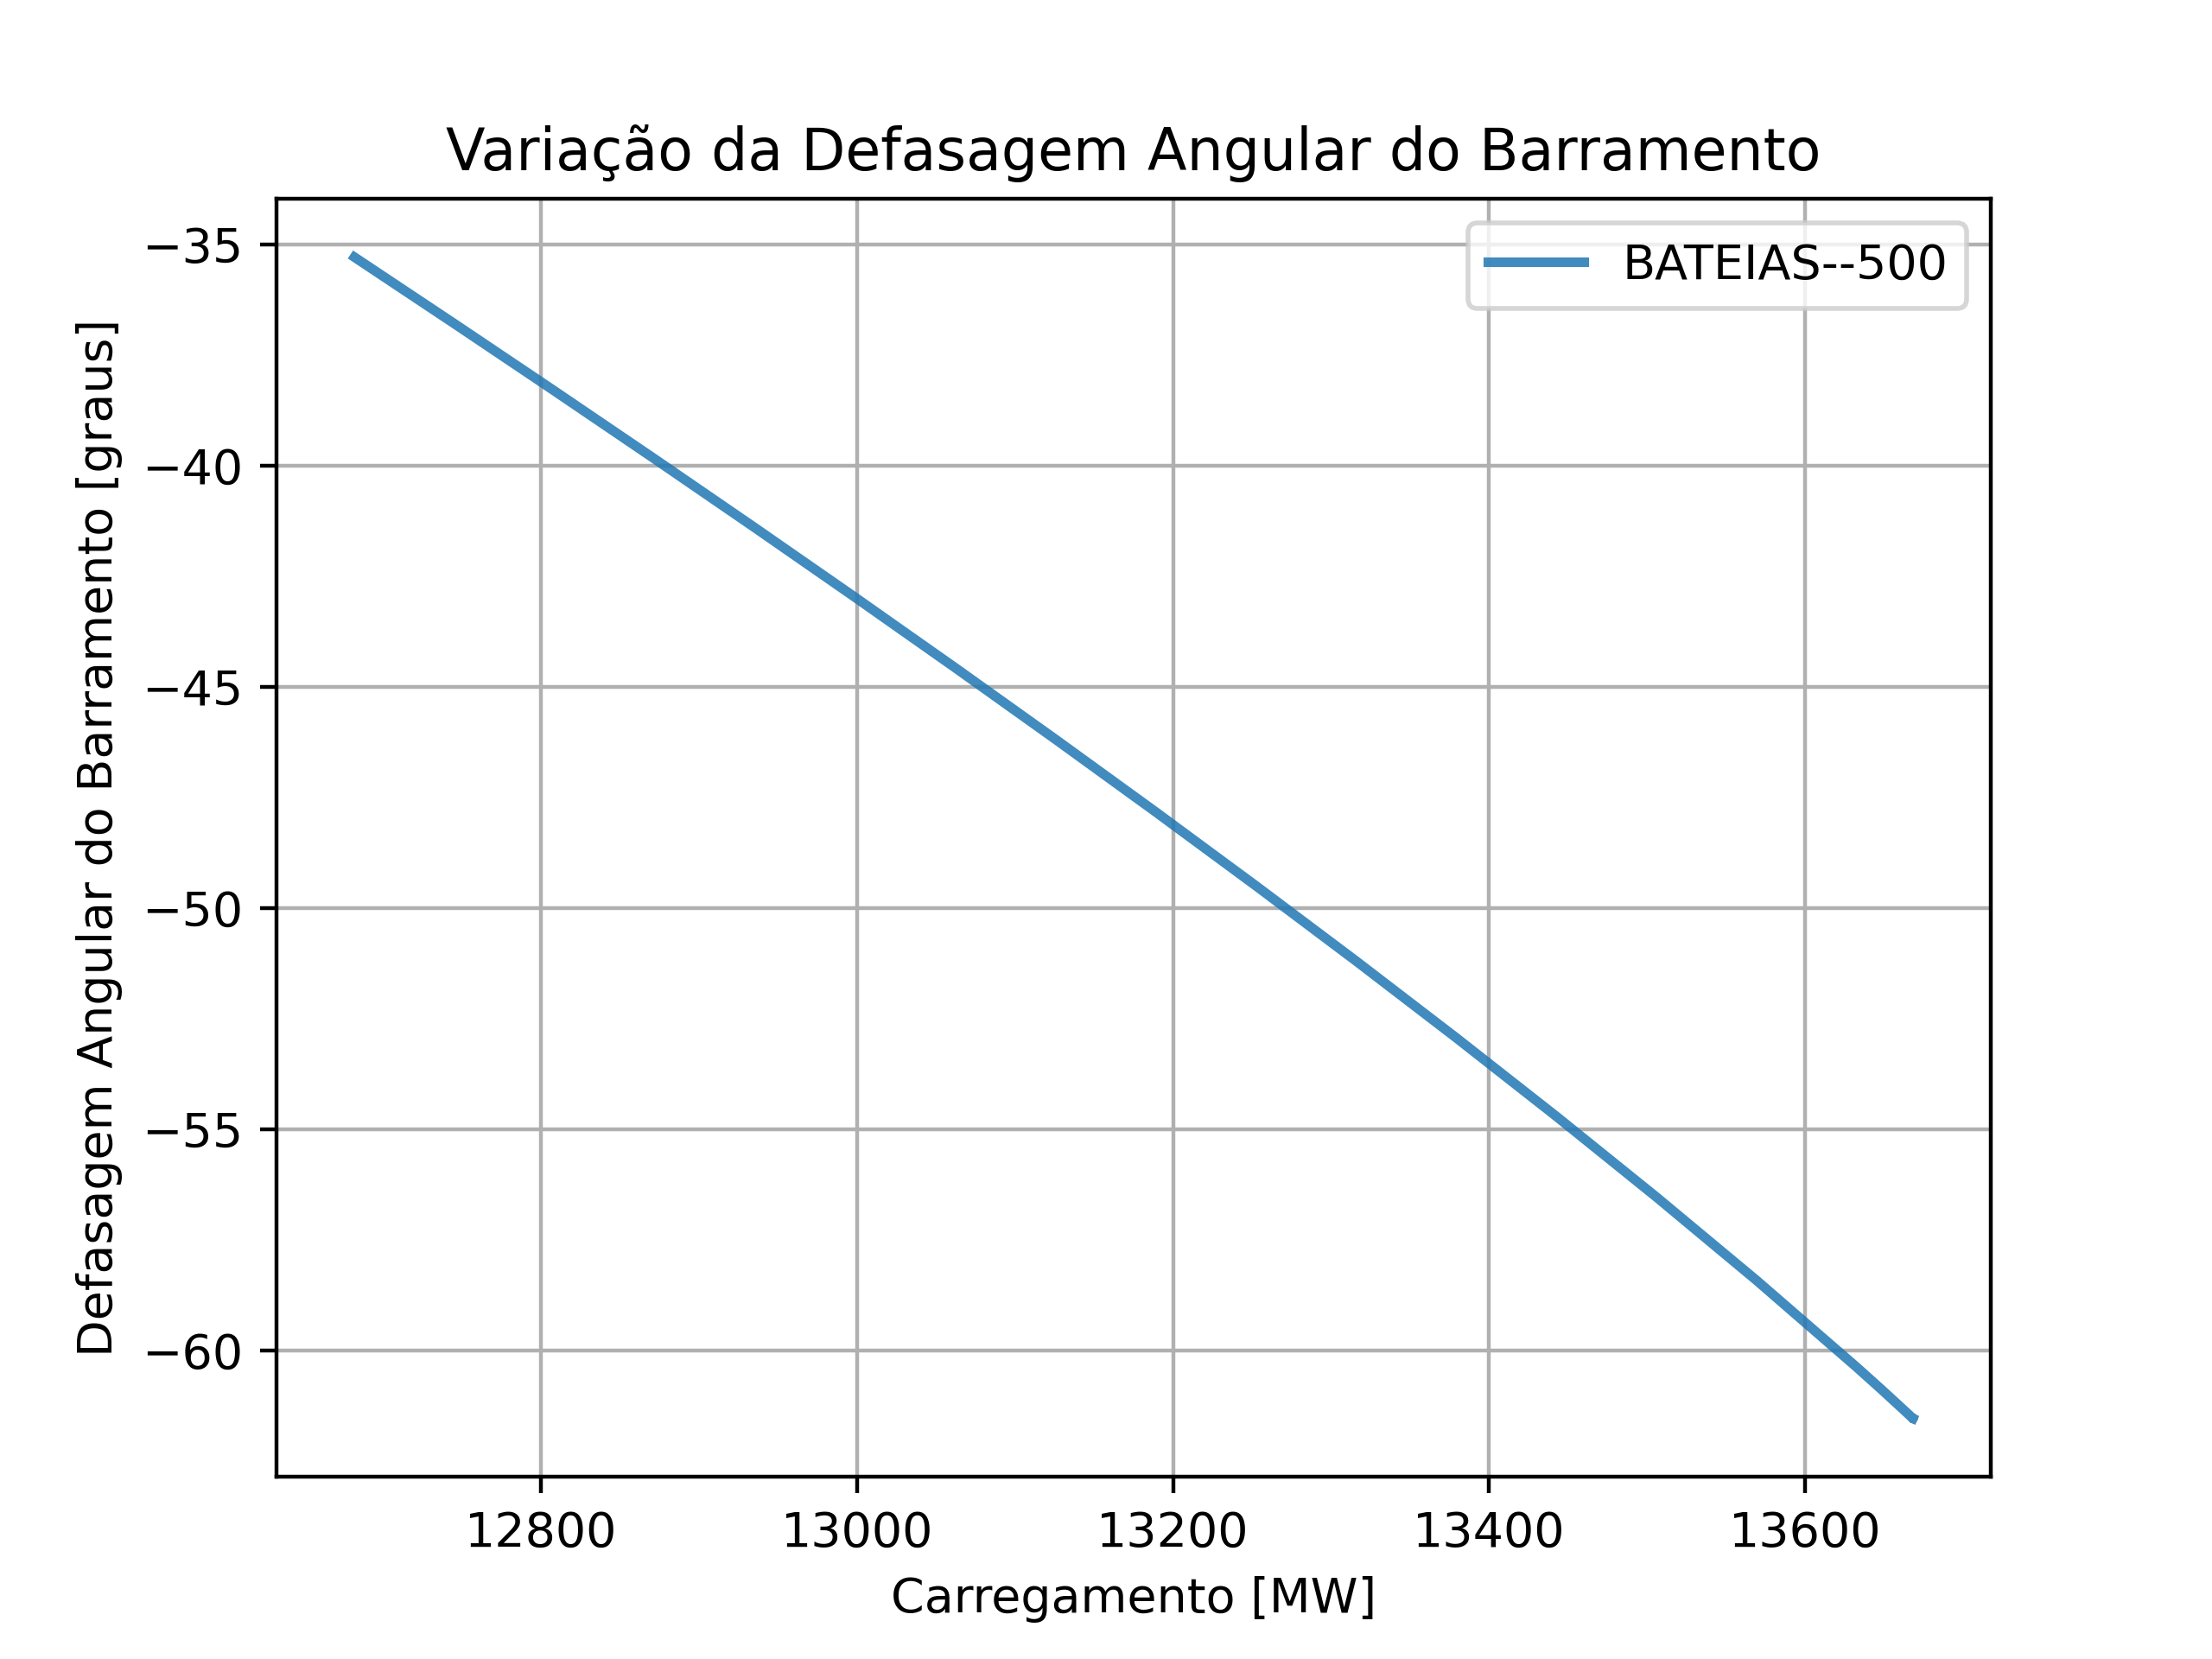 Variação da Defasagem Angular do Barramento
BATEIAS--500
Defasagem Angular do Barramento [graus]
−35
−40
−45
−50
−55
−60
12800
13000
13200
13400
13600
Carregamento [MW]